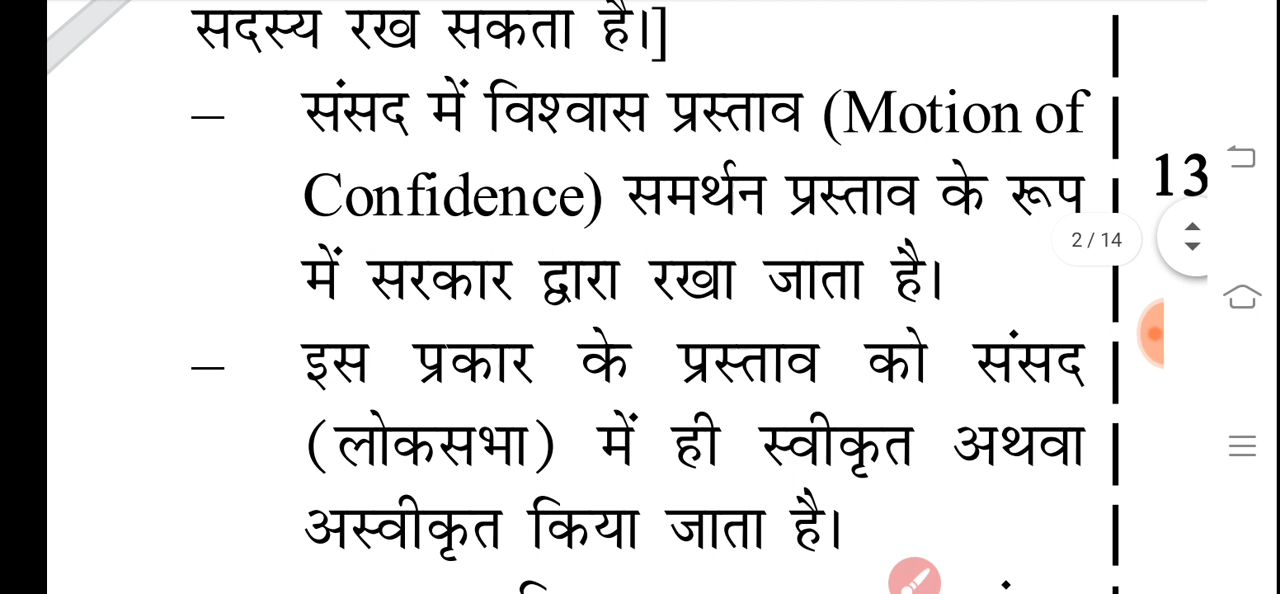 सदस्य रख सकता है।]
– संसद में विश्वास प्रस्ताव (Motion of
Confidence) समर्थन प्रस्ताव के रूप
में सरकार द्वारा रखा जाता है।
– इस प्रकार के प्रस्ताव को संसद
(लोकसभा) में ही स्वीकृत अथवा
अस्वीकृत किया जाता है।
13
2 / 14